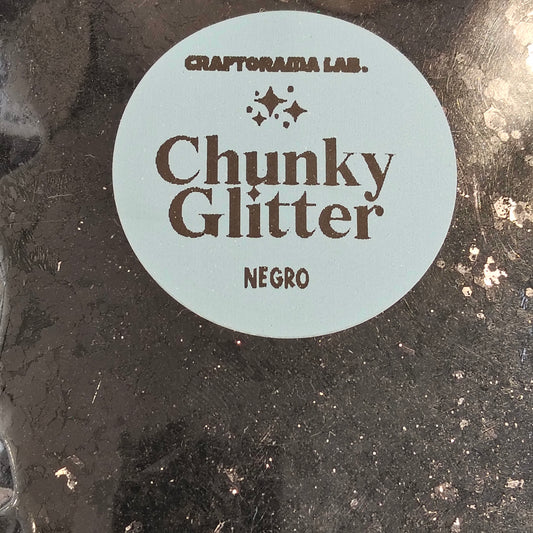 CRAFTORAMA LAB.
Chunky
Glitter
NEGRO